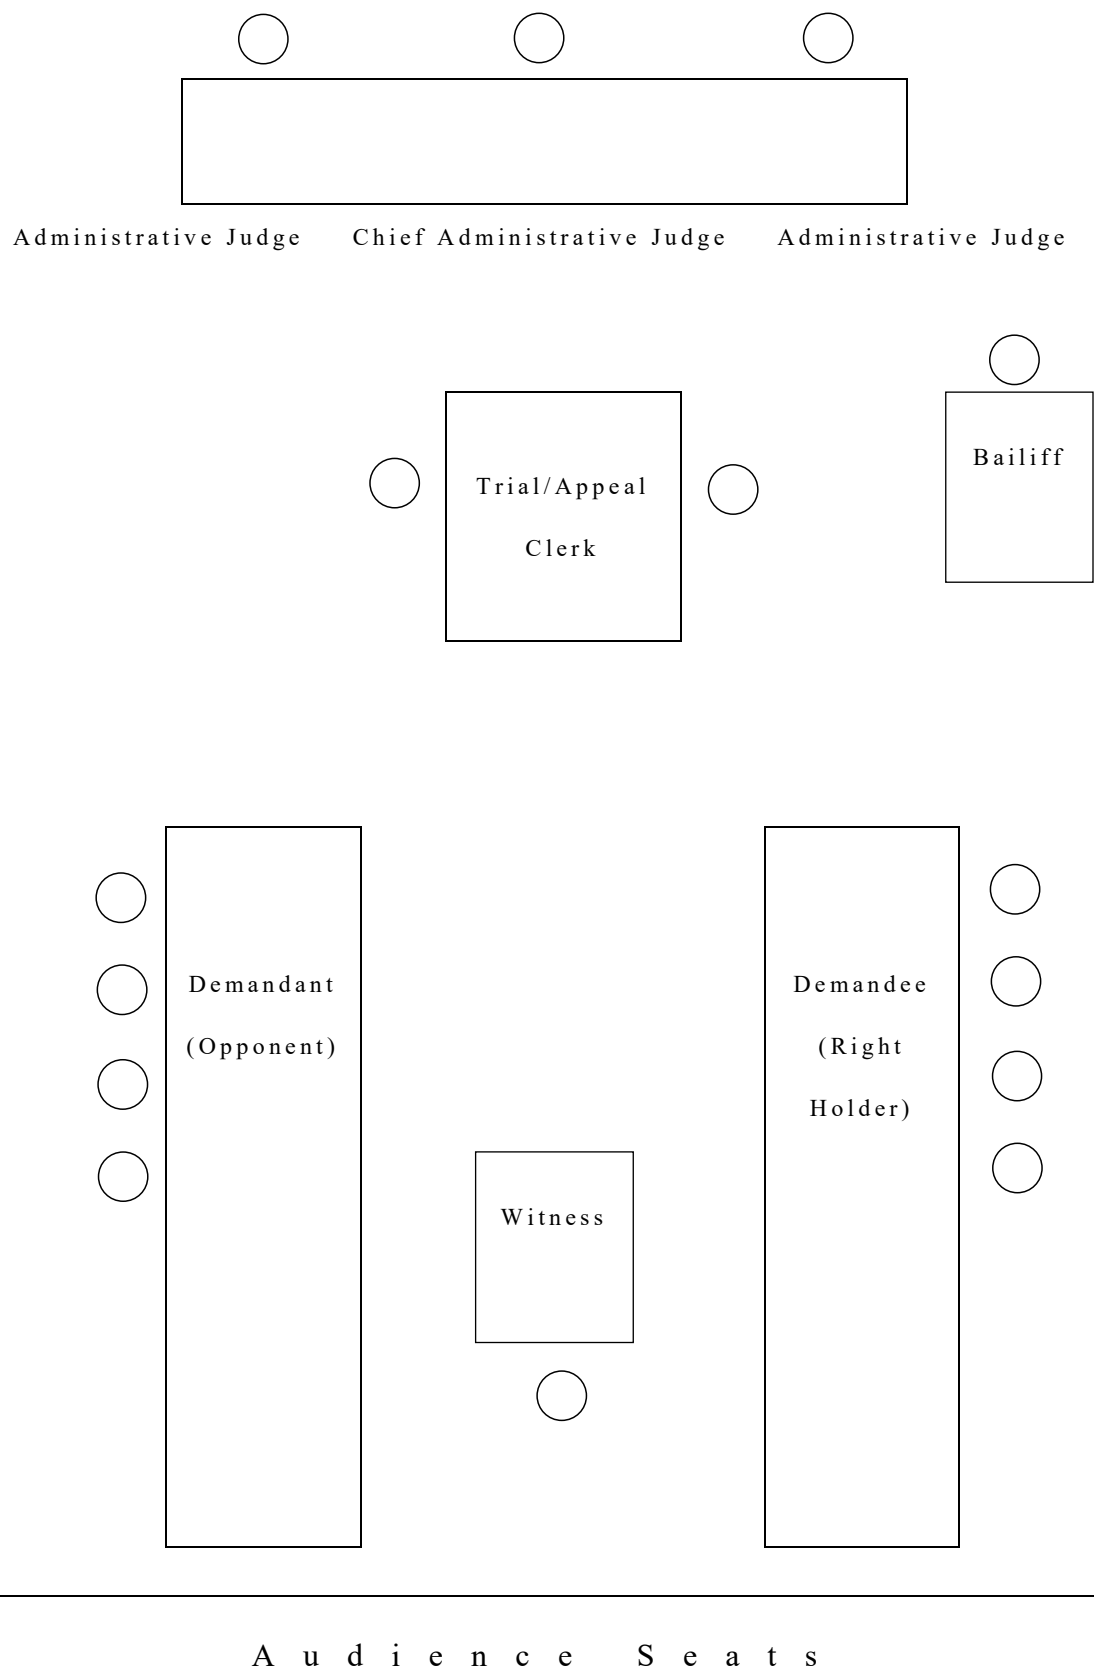 Administrative Judge Chief Administrative Judge Administrative Judge
Bailiff
Trial/Appeal
Clerk
Demandant
(Opponent)
Demandee
(Right
Holder)
Witness
Audience Seats